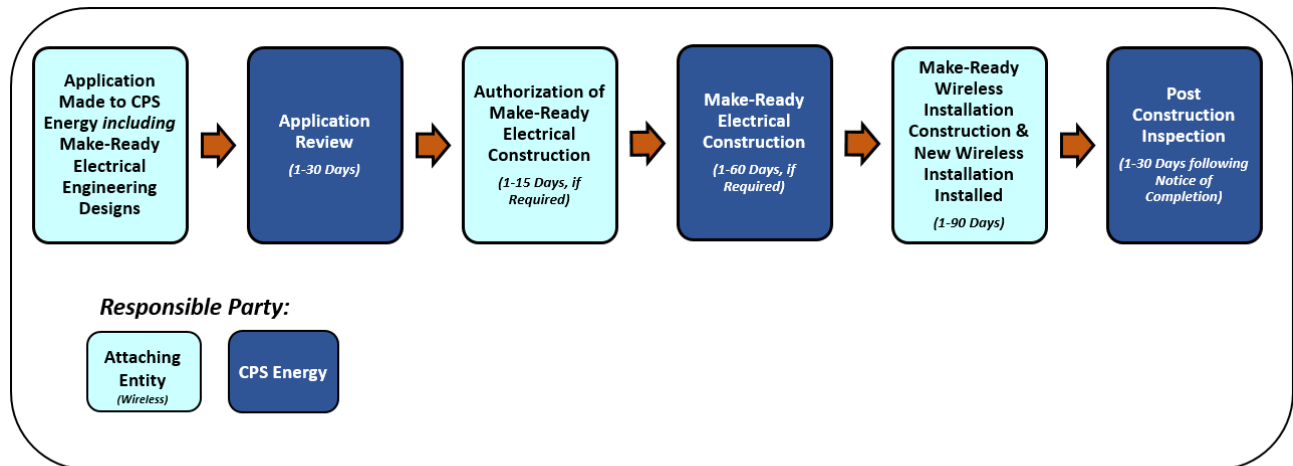 Application
Made to CPS
Energy including
Make-Ready
Electrical
Engineering
Designs
Application
Review
(1-30 Days)
Authorization of
Make-Ready
Electrical
Construction
(1-15 Days, if
Required)
Make-Ready
Electrical
Construction
(1-60 Days, if
Required)
Make-Ready
Wireless
Installation
Construction &
New Wireless
Installation
Installed
(1-90 Days)
Post
Construction
Inspection
(1-30 Days following
Notice of
Completion)
Responsible Party:
Attaching
Entity
(Wireless)
CPS Energy